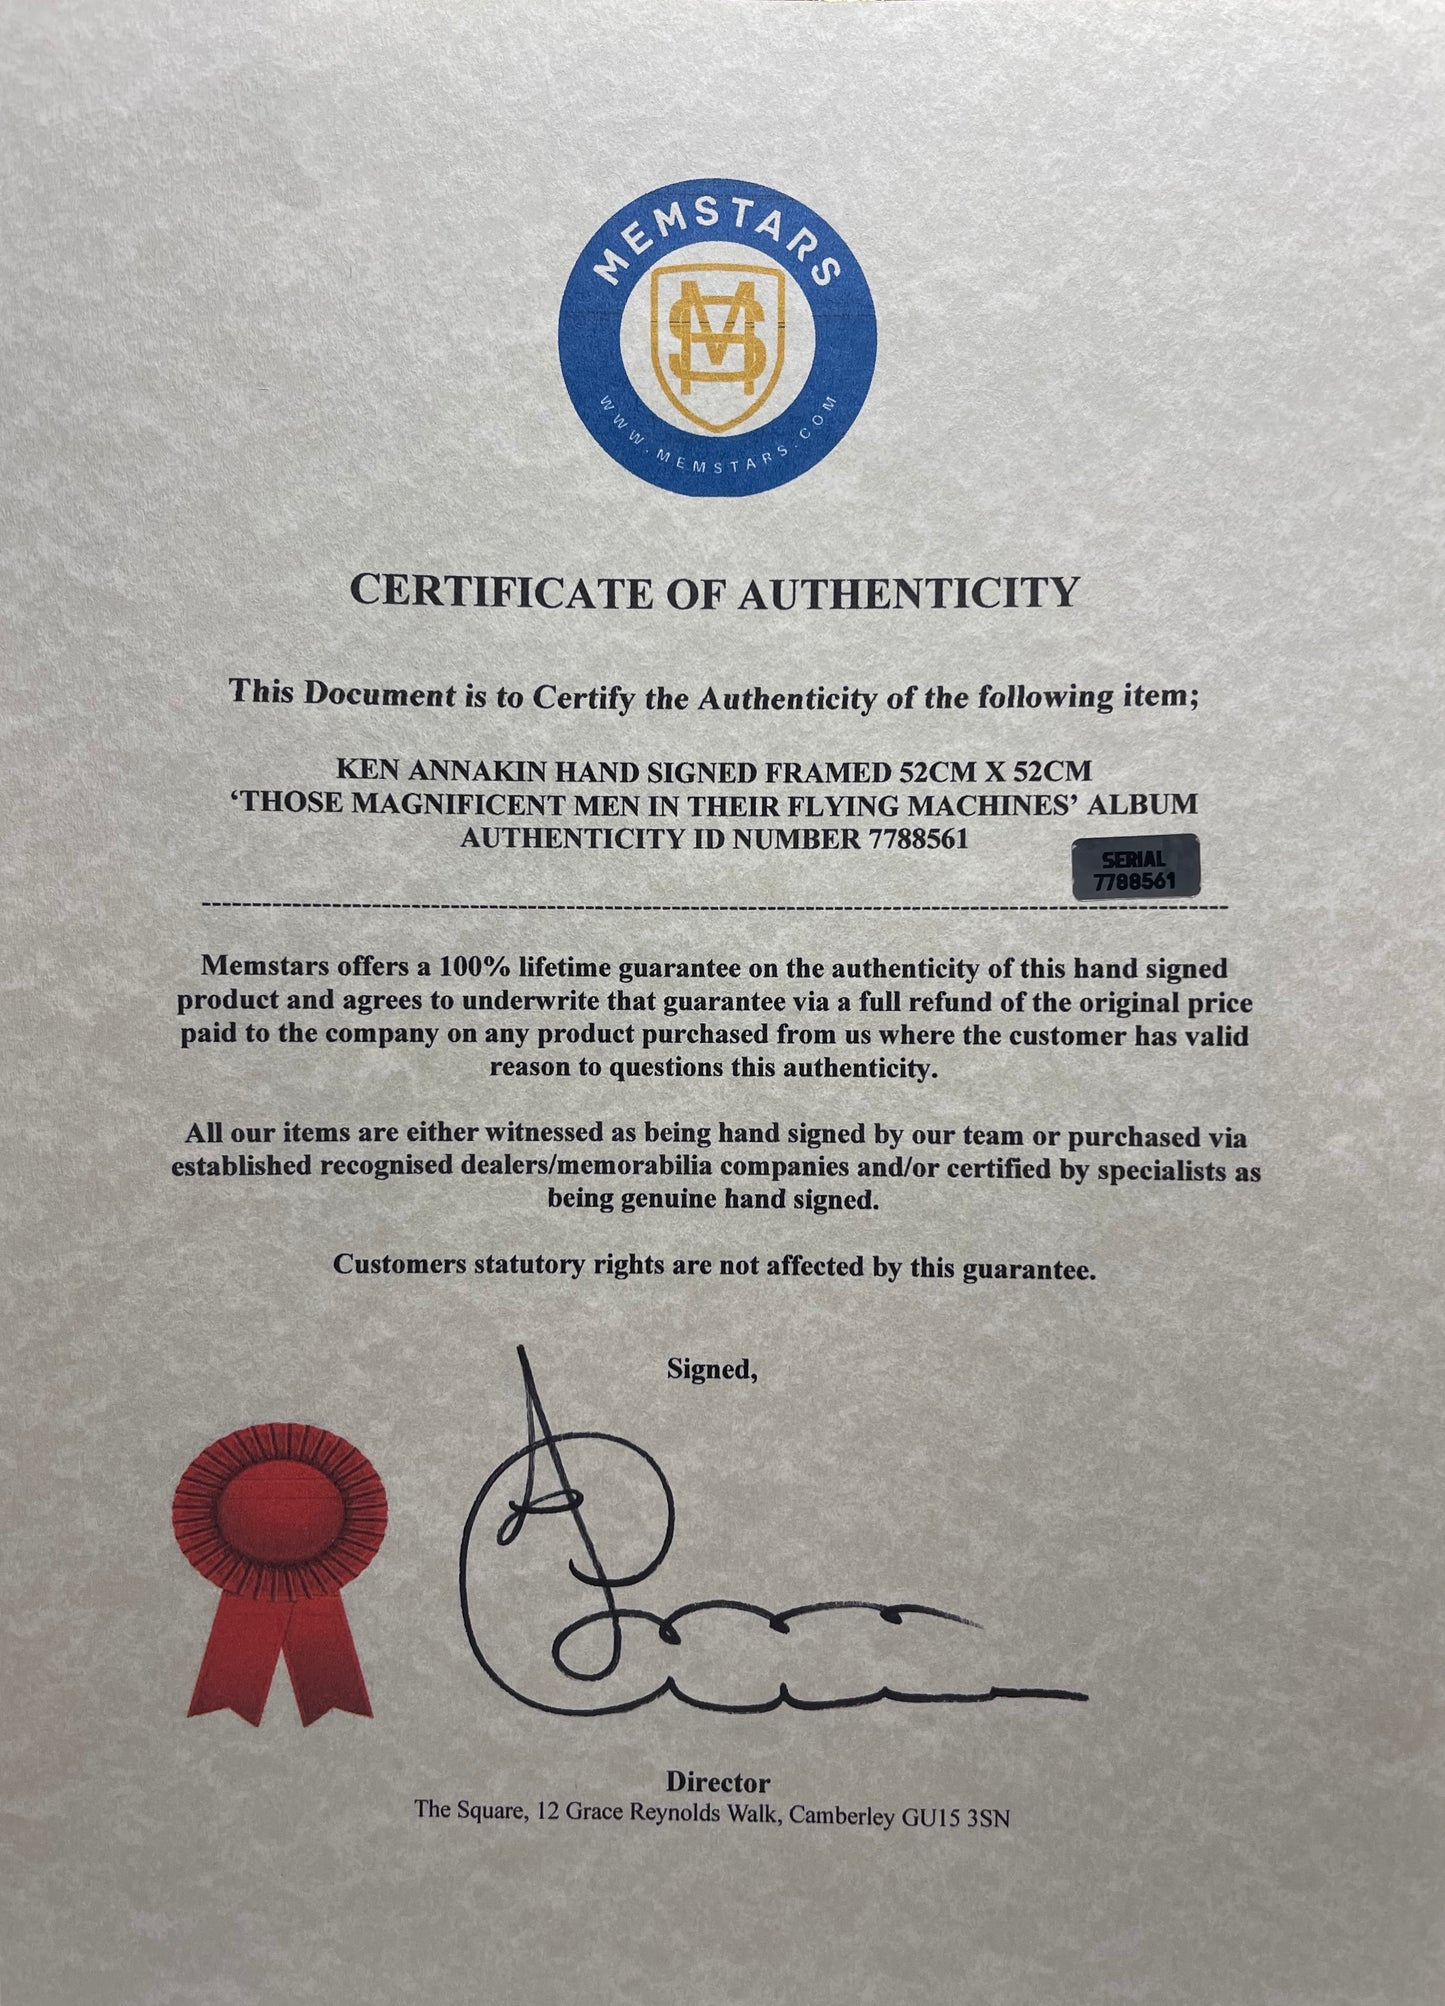 MEMSTARS
MS
WWW.MEMSTARS.COM
CERTIFICATE OF AUTHENTICITY
This Document is to Certify the Authenticity of the following item;
KEN ANNAKIN HAND SIGNED FRAMED 52CM X 52CM
‘THOSE MAGNIFICENT MEN IN THEIR FLYING MACHINES’ ALBUM
AUTHENTICITY ID NUMBER 7788561
SERIAL
7788561
Memstars offers a 100% lifetime guarantee on the authenticity of this hand signed
product and agrees to underwrite that guarantee via a full refund of the original price
paid to the company on any product purchased from us where the customer has valid
reason to questions this authenticity.
All our items are either witnessed as being hand signed by our team or purchased via
established recognised dealers/memorabilia companies and/or certified by specialists as
being genuine hand signed.
Customers statutory rights are not affected by this guarantee.
Signed,
Director
The Square, 12 Grace Reynolds Walk, Camberley GU15 3SN